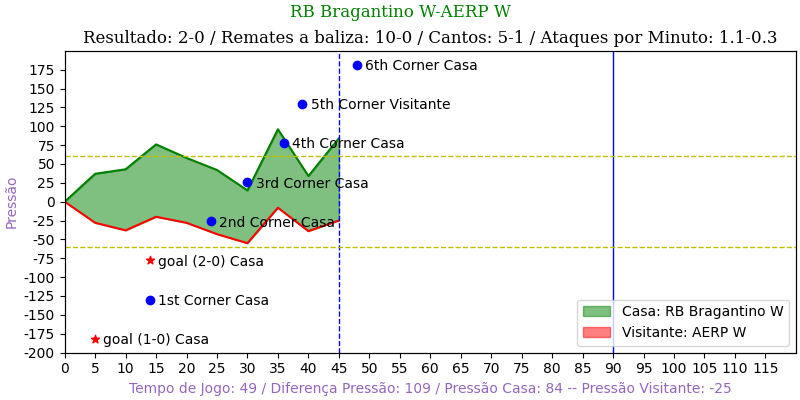 RB Bragantino W-AERP W
Resultado: 2-0 / Remates a baliza: 10-0 / Cantos: 5-1 / Ataques por Minuto: 1.1-0.3
175
150
125
100
75
50
25
0
-25
-50
-75
-100
-125
-150
-175
-200
Pressão
6th Corner Casa
5th Corner Visitante
4th Corner Casa
3rd Corner Casa
2nd Corner Casa
goal (2-0) Casa
1st Corner Casa
goal (1-0) Casa
Casa: RB Bragantino W
Visitante: AERP W
0 5 10 15 20 25 30 35 40 45 50 55 60 65 70 75 80 85 90 95 100 105 110 115
Tempo de Jogo: 49 / Diferença Pressão: 109 / Pressão Casa: 84 -- Pressão Visitante: -25